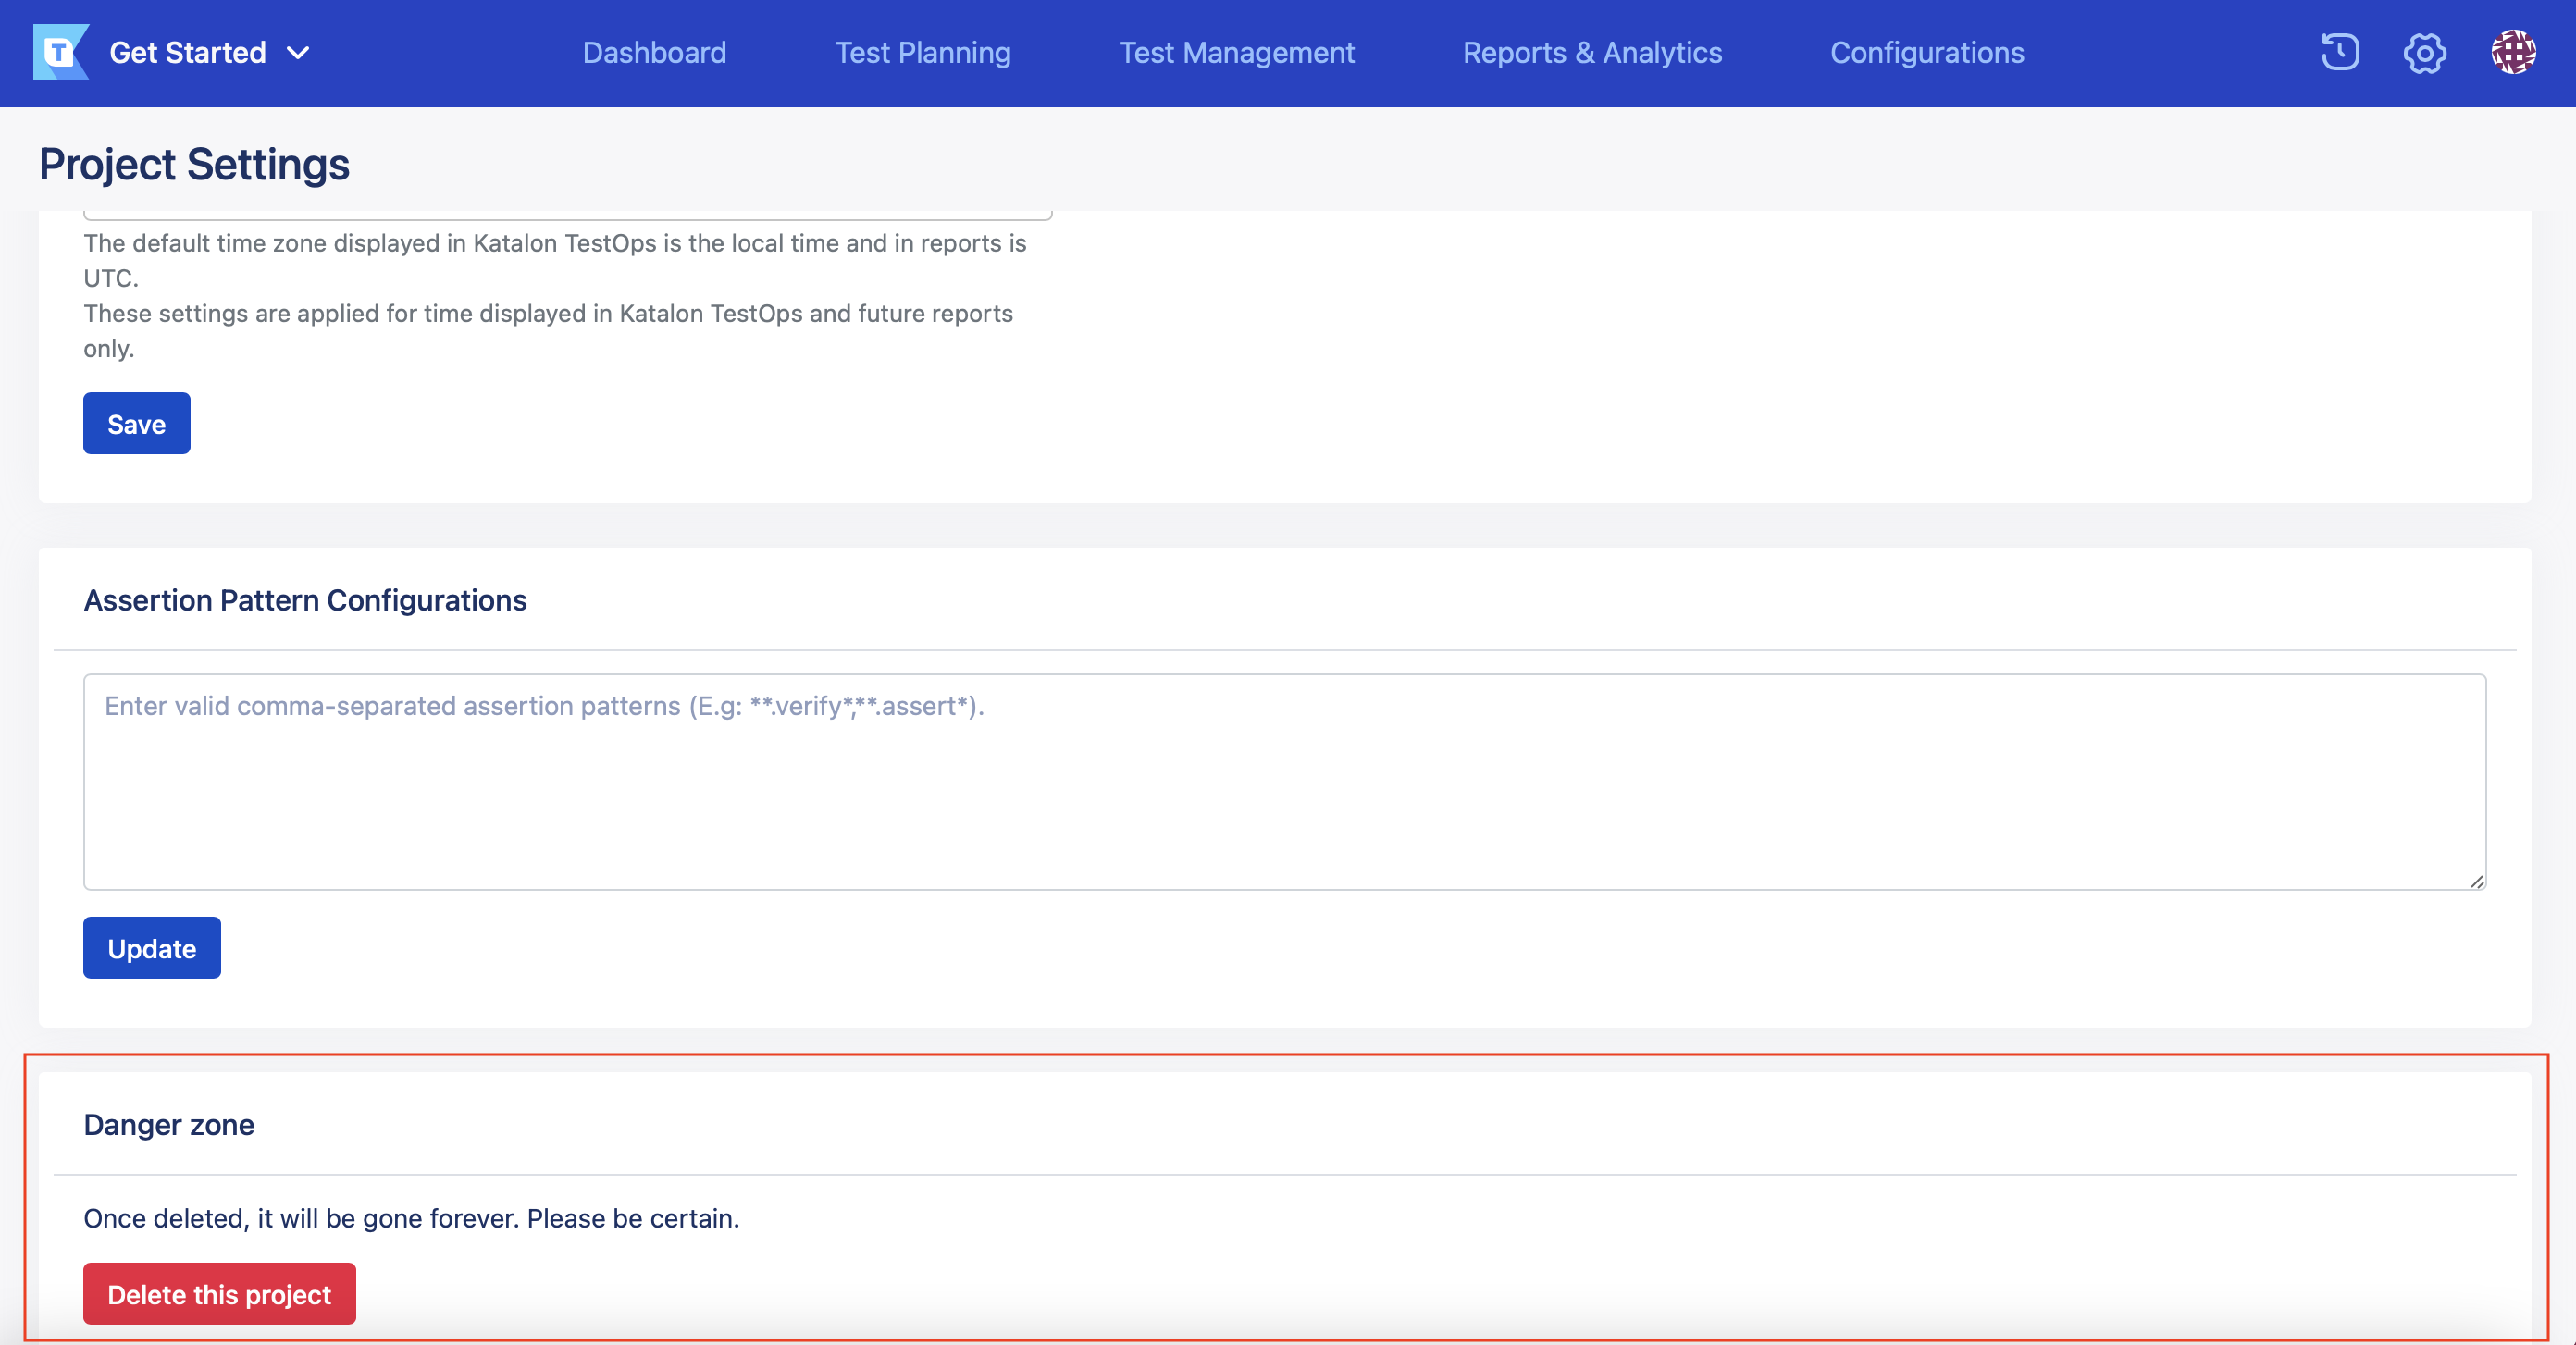 T
Get Started
Dashboard
Test Planning
Test Management
Reports & Analytics
Configurations
Project Settings
The default time zone displayed in Katalon TestOps is the local time and in reports is
UTC.
These settings are applied for time displayed in Katalon TestOps and future reports
only.
Save
Assertion Pattern Configurations
Enter valid comma-separated assertion patterns (E.g: **.verify*,**.assert*).
Update
Danger zone
Once deleted, it will be gone forever. Please be certain.
Delete this project